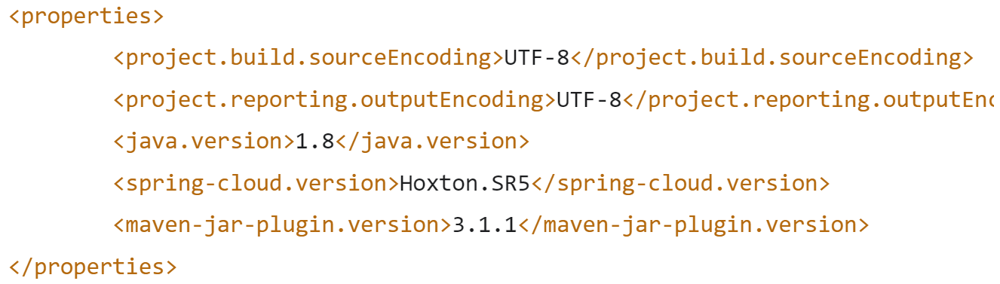 <properties>
<project.build.sourceEncoding>UTF-8</project.build.sourceEncoding>
<project.reporting.outputEncoding>UTF-8</project.reporting.outputEnc
<java.version>1.8</java.version>
<spring-cloud.version>Hoxton.SR5</spring-cloud.version>
<maven-jar-plugin.version>3.1.1</maven-jar-plugin.version>
</properties>